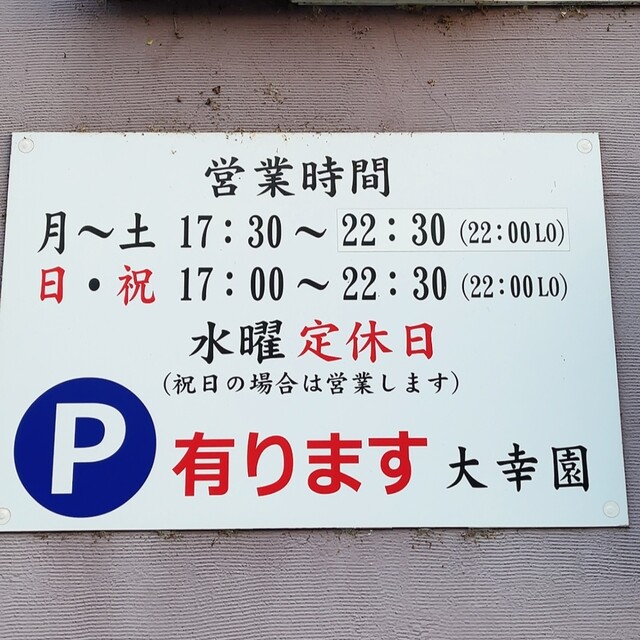 営業時間
月～土 17：30～22：30 (22：00LO)
日・祝 17：00～22：30 (22：00LO)
水曜定休日
（祝日の場合は営業します）
P 有ります 大幸園